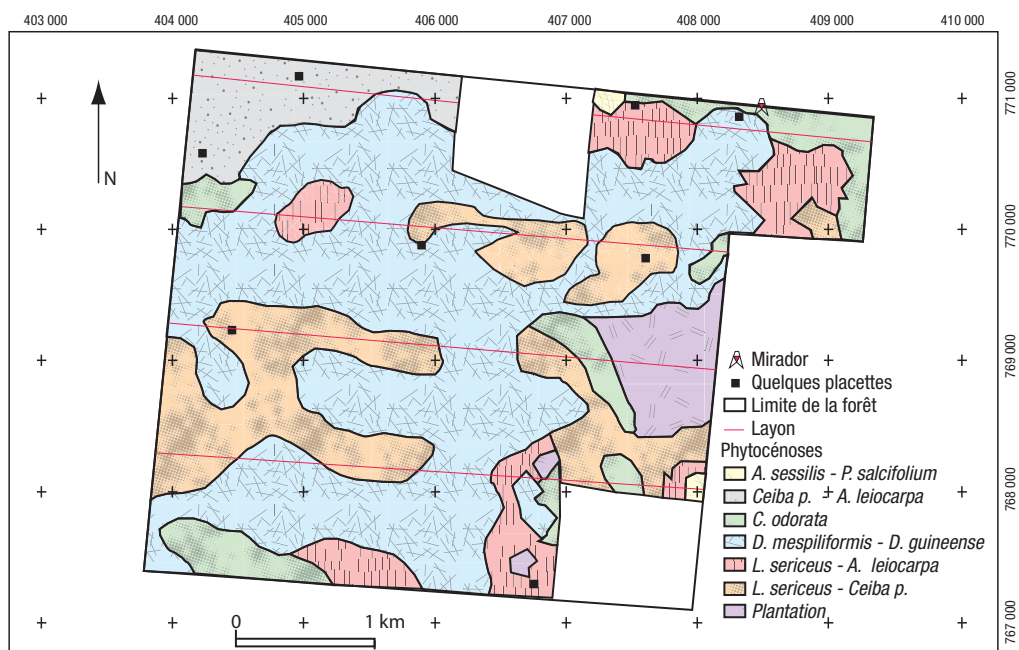 403 000 404 000 405 000 406 000 407 000 408 000 409 000 410 000
771 000
770 000
769 000
768 000
767 000
N
Mirador
Quelques placettes
Limite de la forêt
Layon
Phytocénoses
A. sessilis - P. salcifolium
Ceiba p. - A. leiocarpa
C. odorata
D. mespiliformis - D. guineense
L. sericeus - A. leiocarpa
L. sericeus - Ceiba p.
Plantation
0 1 km